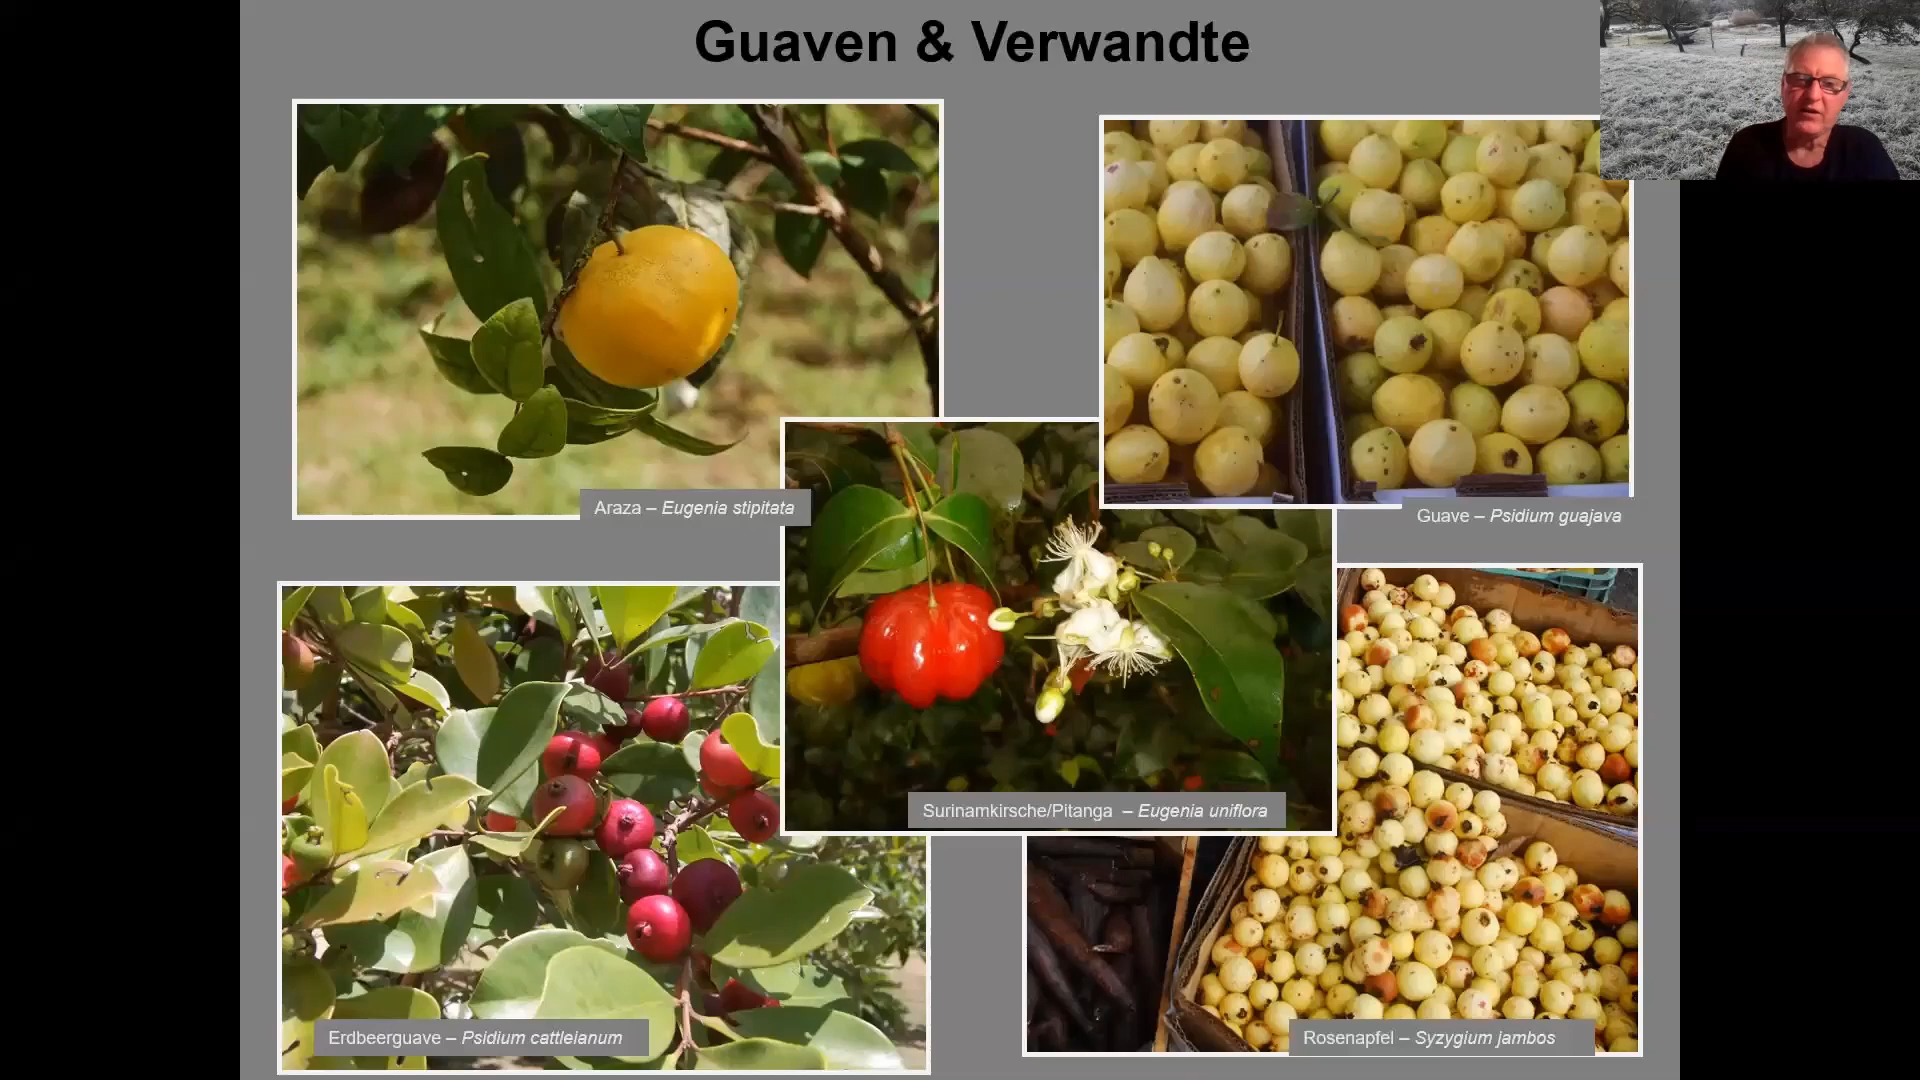 Guaven & Verwandte
Araza – Eugenia stipitata
Guave – Psidium guajava
Surinamkirsche/Pitanga – Eugenia uniflora
Erdbeerguave – Psidium cattleianum
Rosenapfel – Syzygium jambos